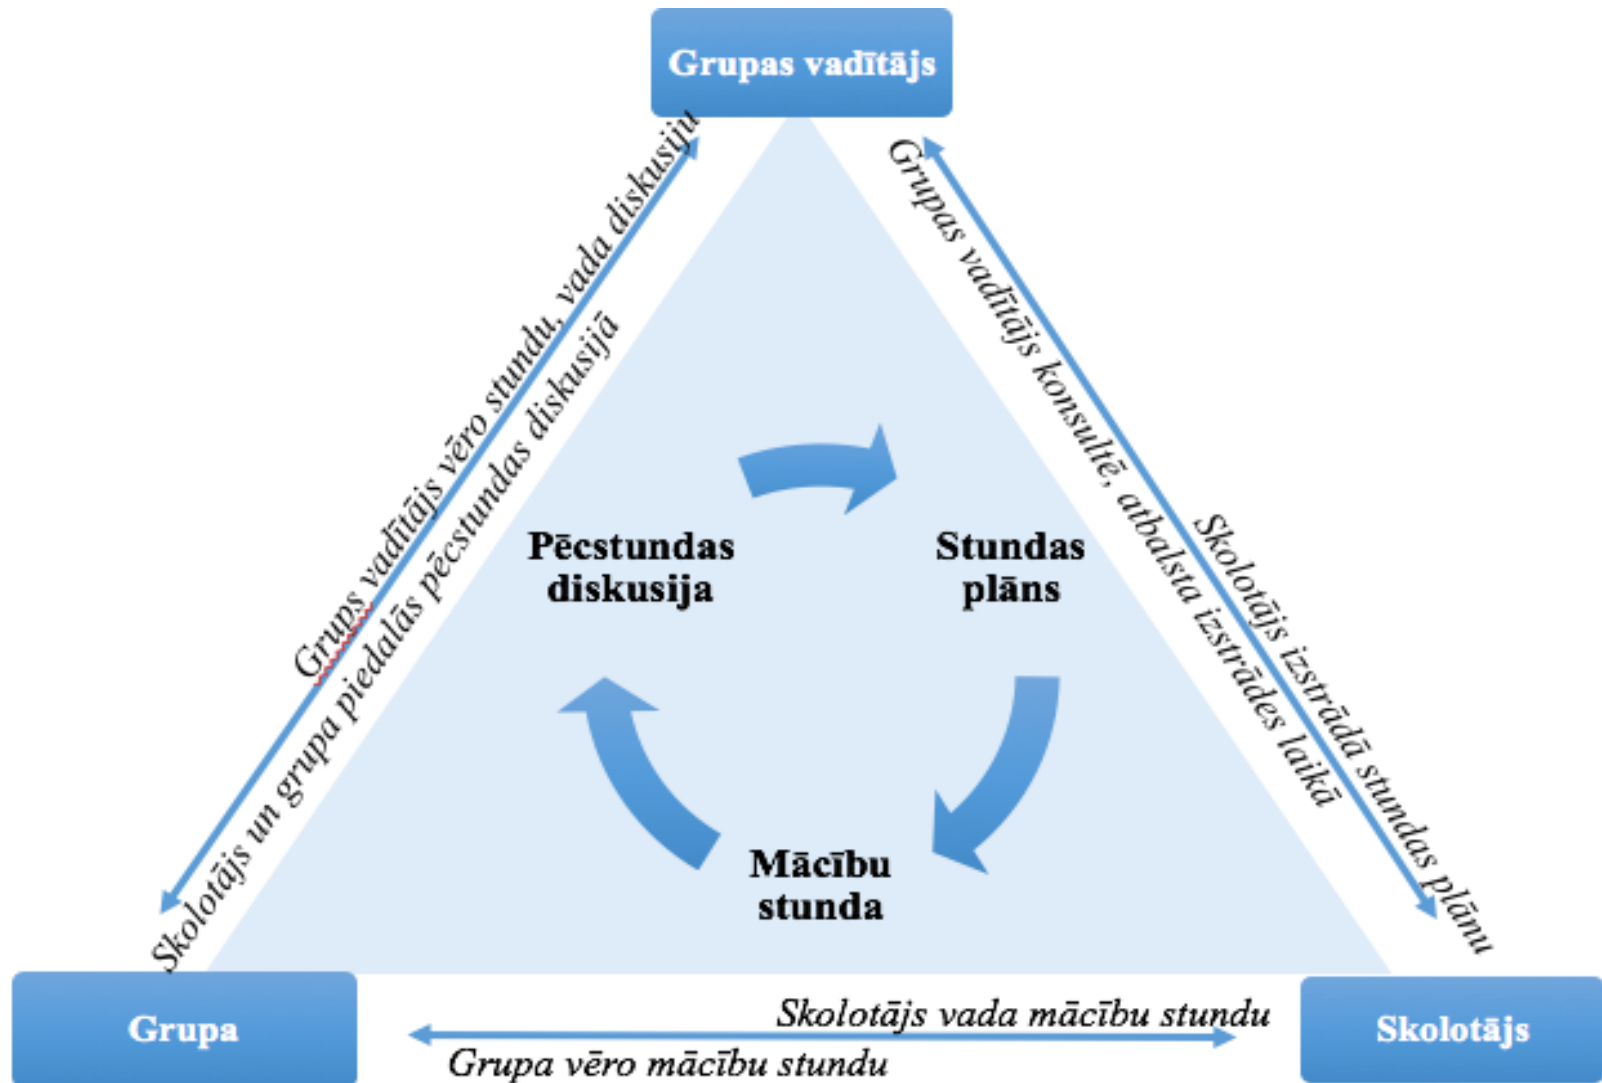 Grupas vadītājs
Grups vadītājs vēro stundu, vada diskusiju
Skolotājs un grupa piedalās pēcstundas diskusijā
Grupas vadītājs konsultē, atbalsta izstrādes laikā
Skolotājs izstrādā stundas plānu
Pēcstundas
diskusija
Stundas
plāns
Mācību
stunda
Grupa
Skolotājs vada mācību stundu
Grupa vēro mācību stundu
Skolotājs